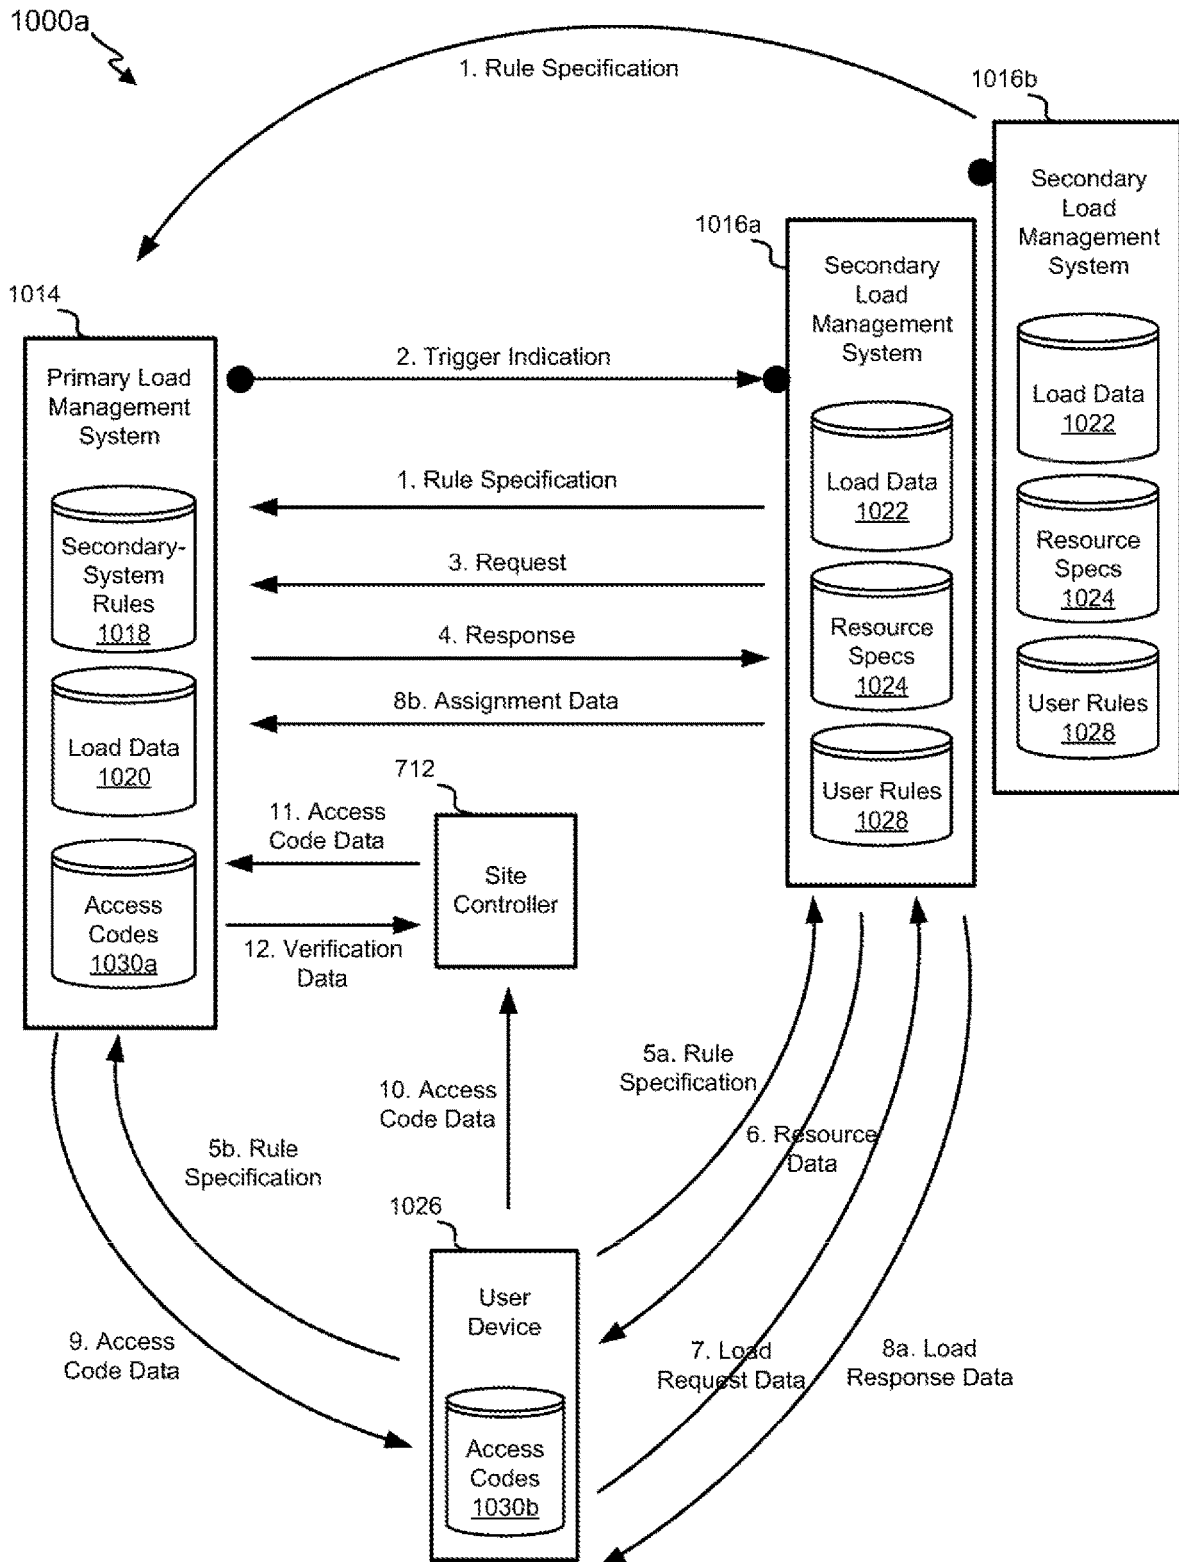 1000a
1. Rule Specification
1016b
Secondary
Load
Management
System
Load Data
1022
Resource
Specs
1024
User Rules
1028
1016a
Secondary
Load
Management
System
Load Data
1022
Resource
Specs
1024
User Rules
1028
1014
Primary Load
Management
System
Secondary-
System
Rules
1018
Load Data
1020
Access
Codes
1030a
2. Trigger Indication
1. Rule Specification
3. Request
4. Response
8b. Assignment Data
712
11. Access
Code Data
Site
Controller
12. Verification
Data
10. Access
Code Data
5a. Rule
Specification
6. Resource
Data
5b. Rule
Specification
1026
User
Device
Access
Codes
1030b
9. Access
Code Data
7. Load
Request Data
8a. Load
Response Data